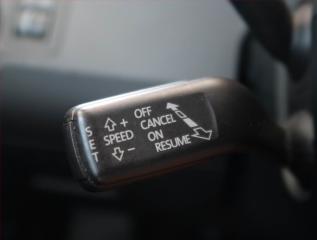 SET
+
SPEED
−
OFF
CANCEL
ON
RESUME